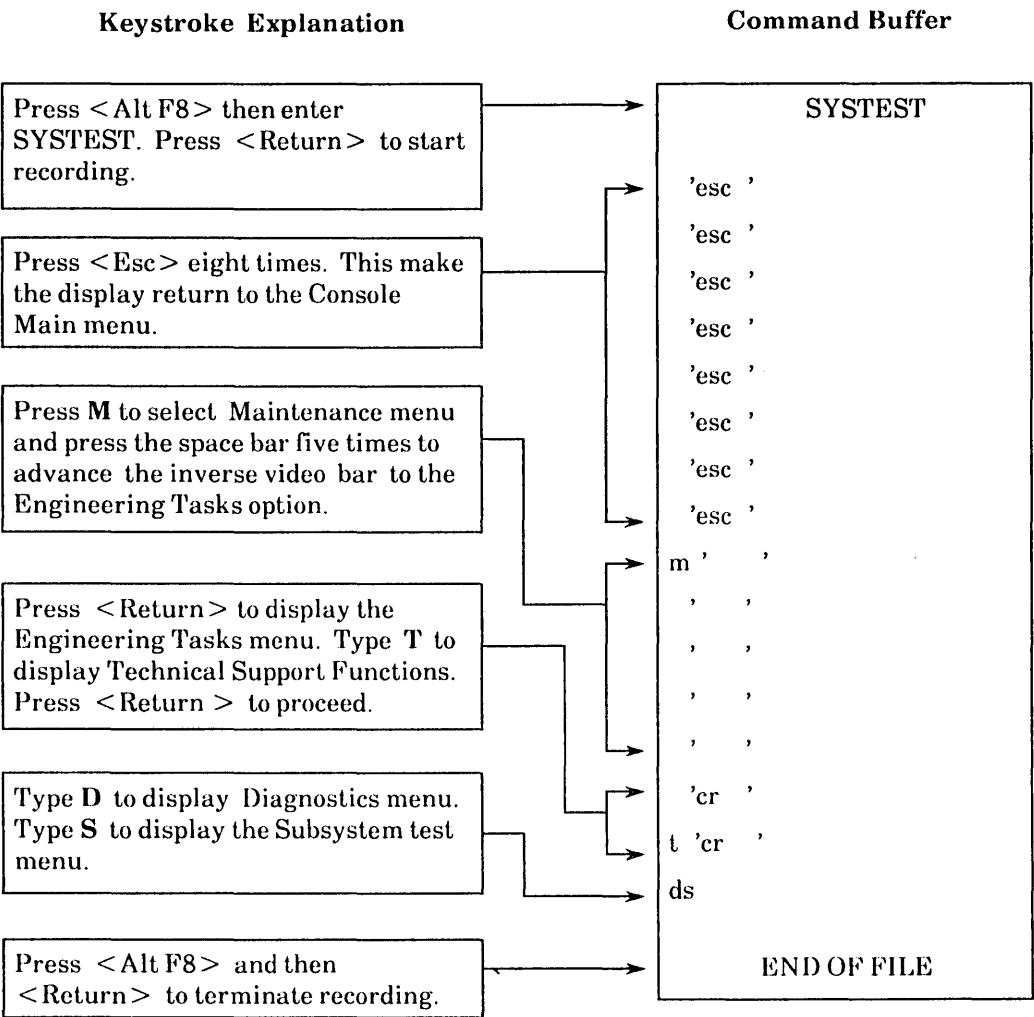 Keystroke Explanation
Command Buffer
Press <Alt F8> then enter
SYSTEST. Press <Return> to start
recording.
Press <Esc> eight times. This make
the display return to the Console
Main menu.
Press M to select Maintenance menu
and press the space bar five times to
advance the inverse video bar to the
Engineering Tasks option.
Press <Return> to display the
Engineering Tasks menu. Type T to
display Technical Support Functions.
Press <Return > to proceed.
Type D to display Diagnostics menu.
Type S to display the Subsystem test
menu.
Press <Alt F8> and then
<Return> to terminate recording.
SYSTEST
'esc '
'esc '
'esc '
'esc '
'esc '
'esc '
'esc '
'esc '
m ' '
' '
' '
' '
' '
'cr '
t 'cr '
ds
END OF FILE